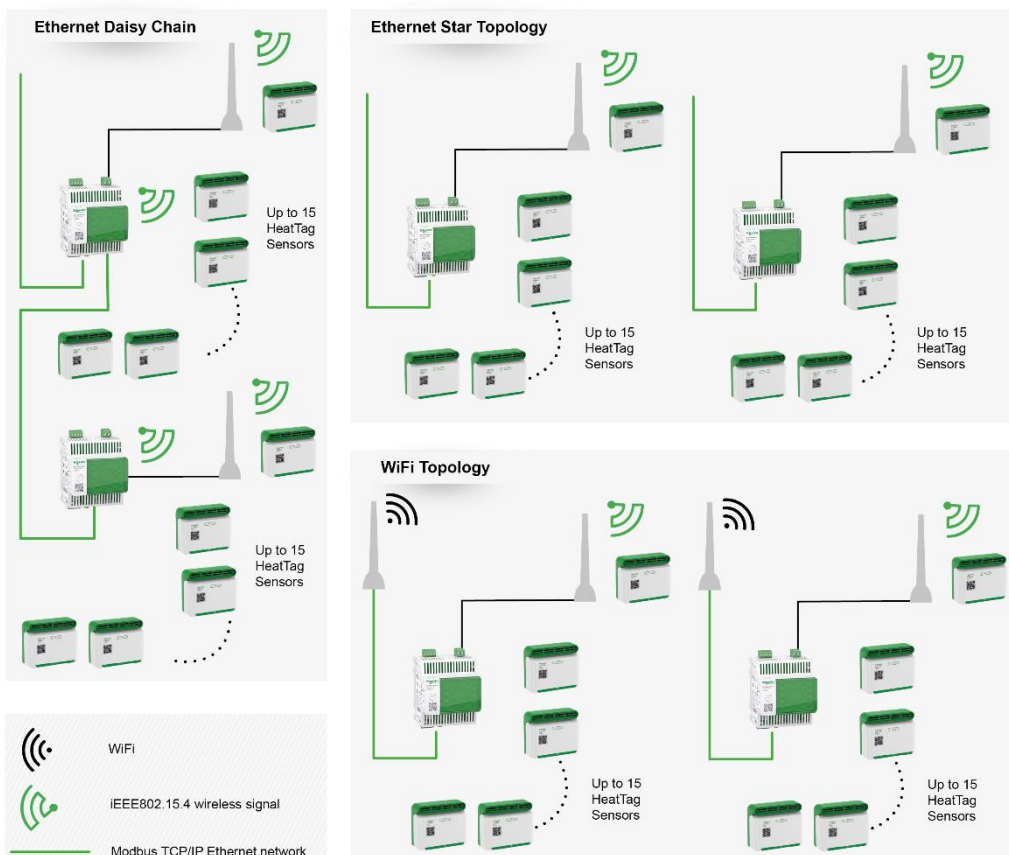 Ethernet Daisy Chain
Up to 15
HeatTag
Sensors
Up to 15
HeatTag
Sensors
Ethernet Star Topology
Up to 15
HeatTag
Sensors
Up to 15
HeatTag
Sensors
WiFi Topology
Up to 15
HeatTag
Sensors
Up to 15
HeatTag
Sensors
WiFi
iEEE802.15.4 wireless signal
Modbus TCP/IP Ethernet network